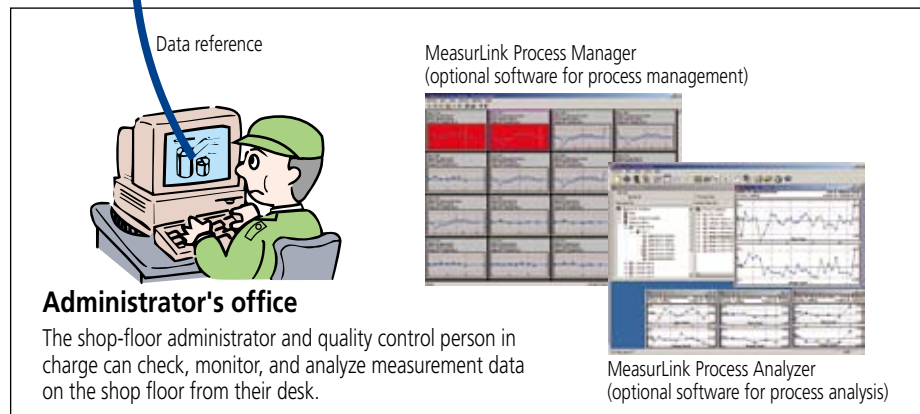 Data reference
MeasurLink Process Manager
(optional software for process management)
Administrator's office
The shop-floor administrator and quality control person in
charge can check, monitor, and analyze measurement data
on the shop floor from their desk.
MeasurLink Process Analyzer
(optional software for process analysis)